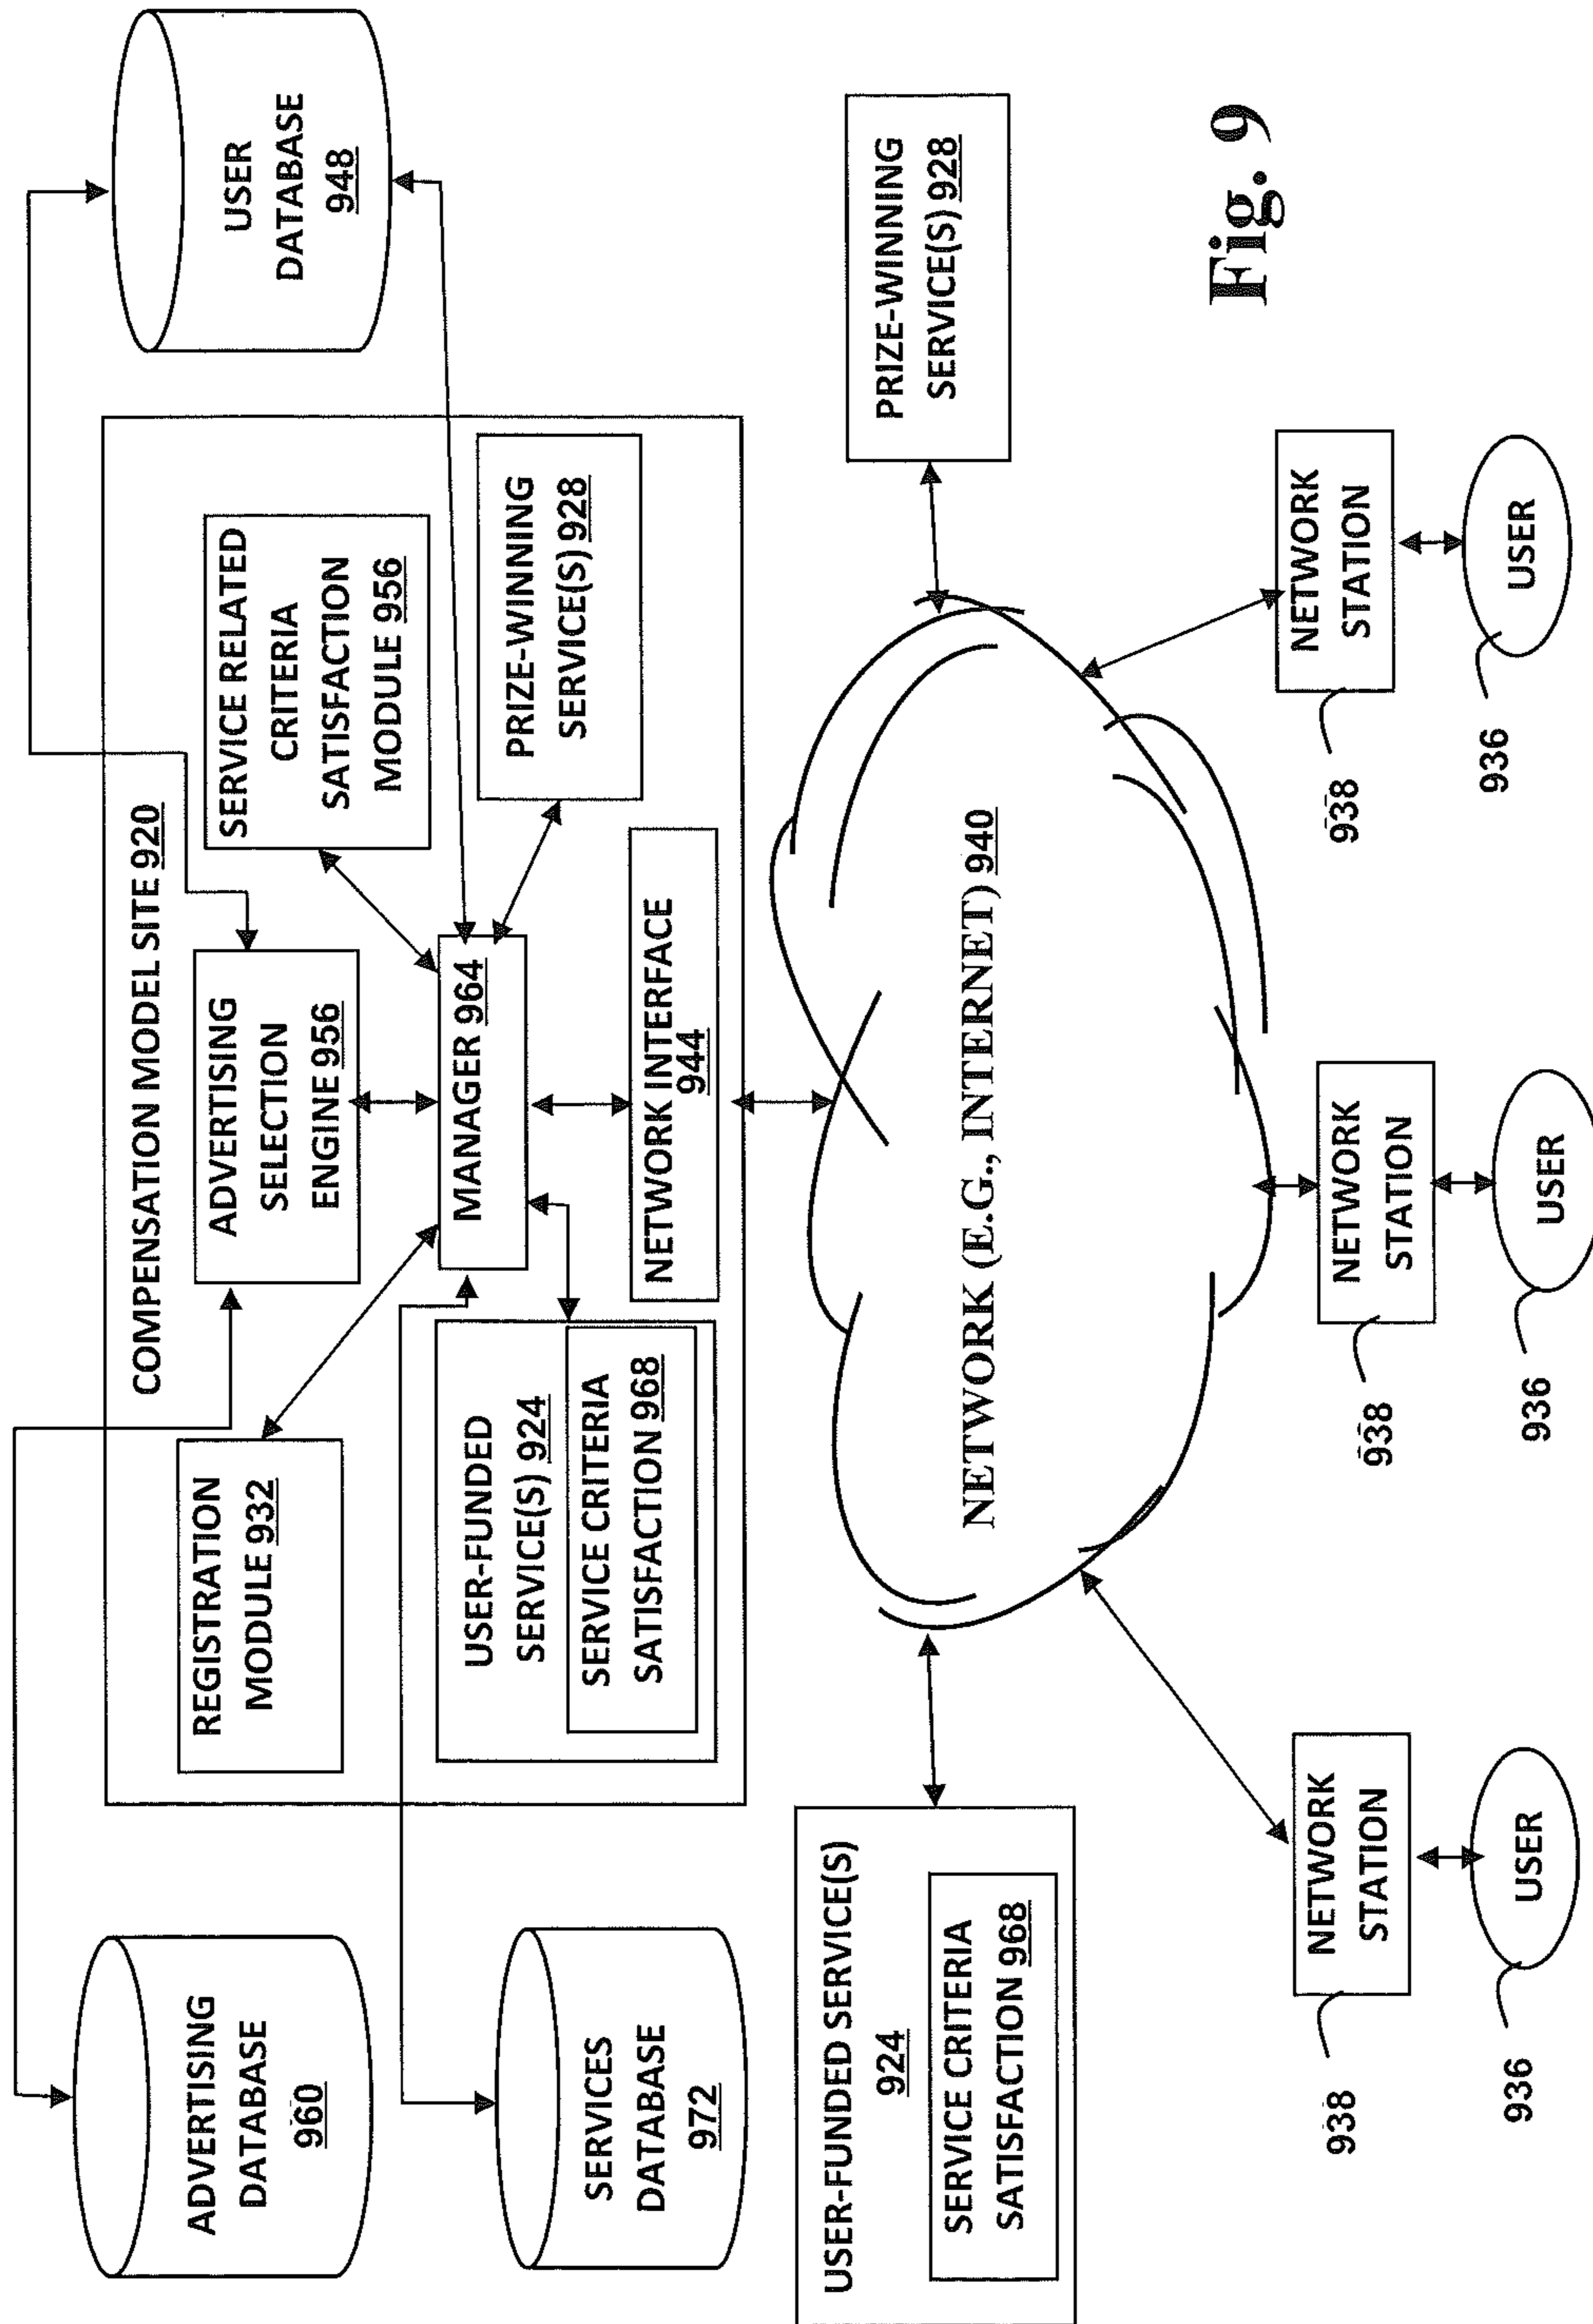 ADVERTISING
DATABASE
960
SERVICES
DATABASE
972
COMPENSATION MODEL SITE 920
REGISTRATION
MODULE 932
ADVERTISING
SELECTION
ENGINE 956
SERVICE RELATED
CRITERIA
SATISFACTION
MODULE 956
USER
DATABASE
948
USER-FUNDED
SERVICE(S) 924
SERVICE CRITERIA
SATISFACTION 968
MANAGER 964
PRIZE-WINNING
SERVICE(S) 928
NETWORK INTERFACE
944
USER-FUNDED SERVICE(S)
924
SERVICE CRITERIA
SATISFACTION 968
NETWORK (E.G., INTERNET) 940
PRIZE-WINNING
SERVICE(S) 928
NETWORK
STATION
938
USER
936
NETWORK
STATION
938
USER
936
NETWORK
STATION
938
USER
936
Fig. 9